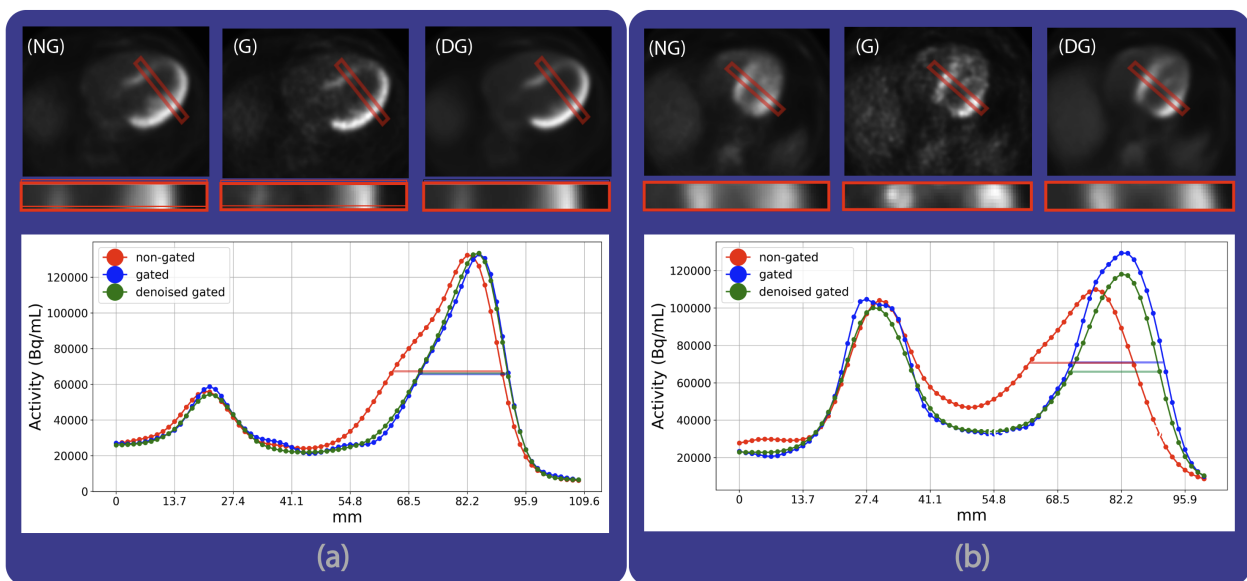 (NG) (G) (DG)
non-gated
gated
denoised gated
Activity (Bq/mL)
120000
100000
80000
60000
40000
20000
0
0 13.7 27.4 41.1 54.8 68.5 82.2 95.9 109.6
mm
(a)
(NG) (G) (DG)
non-gated
gated
denoised gated
Activity (Bq/mL)
120000
100000
80000
60000
40000
20000
0 13.7 27.4 41.1 54.8 68.5 82.2 95.9
mm
(b)